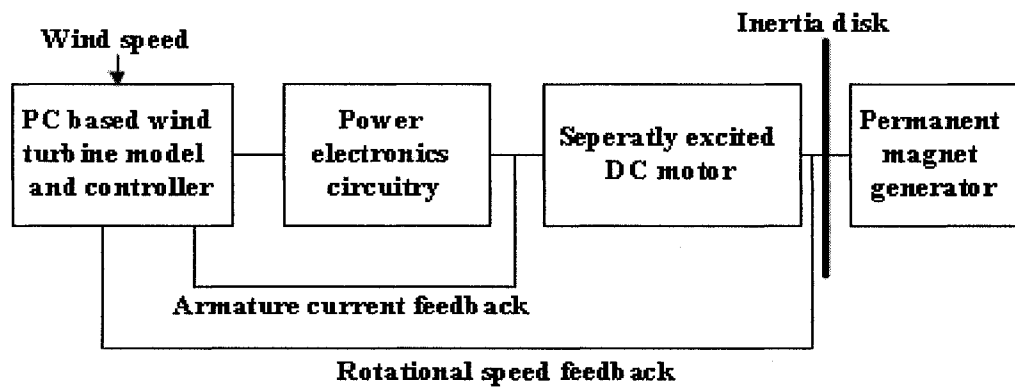 Inertia disk
Wind speed
PC based wind
turbine model
and controller
Power
electronics
circuitry
Seperatly excited
DC motor
Permanent
magnet
generator
Armature current feedback
Rotational speed feedback